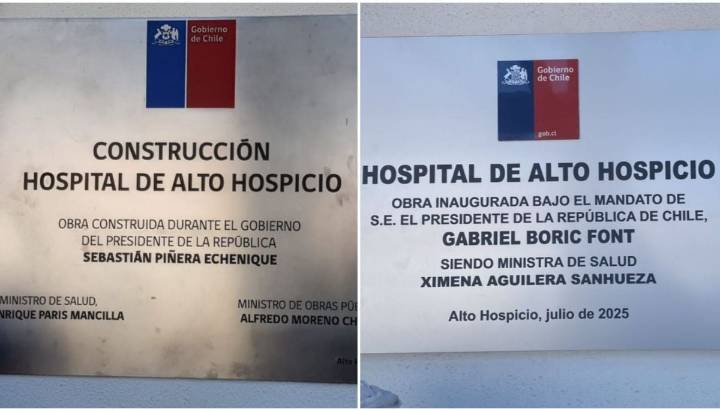 Gobierno
de Chile
CONSTRUCCIÓN
HOSPITAL DE ALTO HOSPICIO
OBRA CONSTRUIDA DURANTE EL GOBIERNO
DEL PRESIDENTE DE LA REPÚBLICA
SEBASTIÁN PIÑERA ECHENIQUE
MINISTRO DE SALUD,
NRIQUE PARIS MANCILLA
MINISTRO DE OBRAS PÚ
ALFREDO MORENO CH
Alto
Gobierno
de Chile
gob.cl
HOSPITAL DE ALTO HOSPICIO
OBRA INAUGURADA BAJO EL MANDATO DE
S.E. EL PRESIDENTE DE LA REPÚBLICA DE CHILE,
GABRIEL BORIC FONT
SIENDO MINISTRA DE SALUD
XIMENA AGUILERA SANHUEZA
Alto Hospicio, julio de 2025